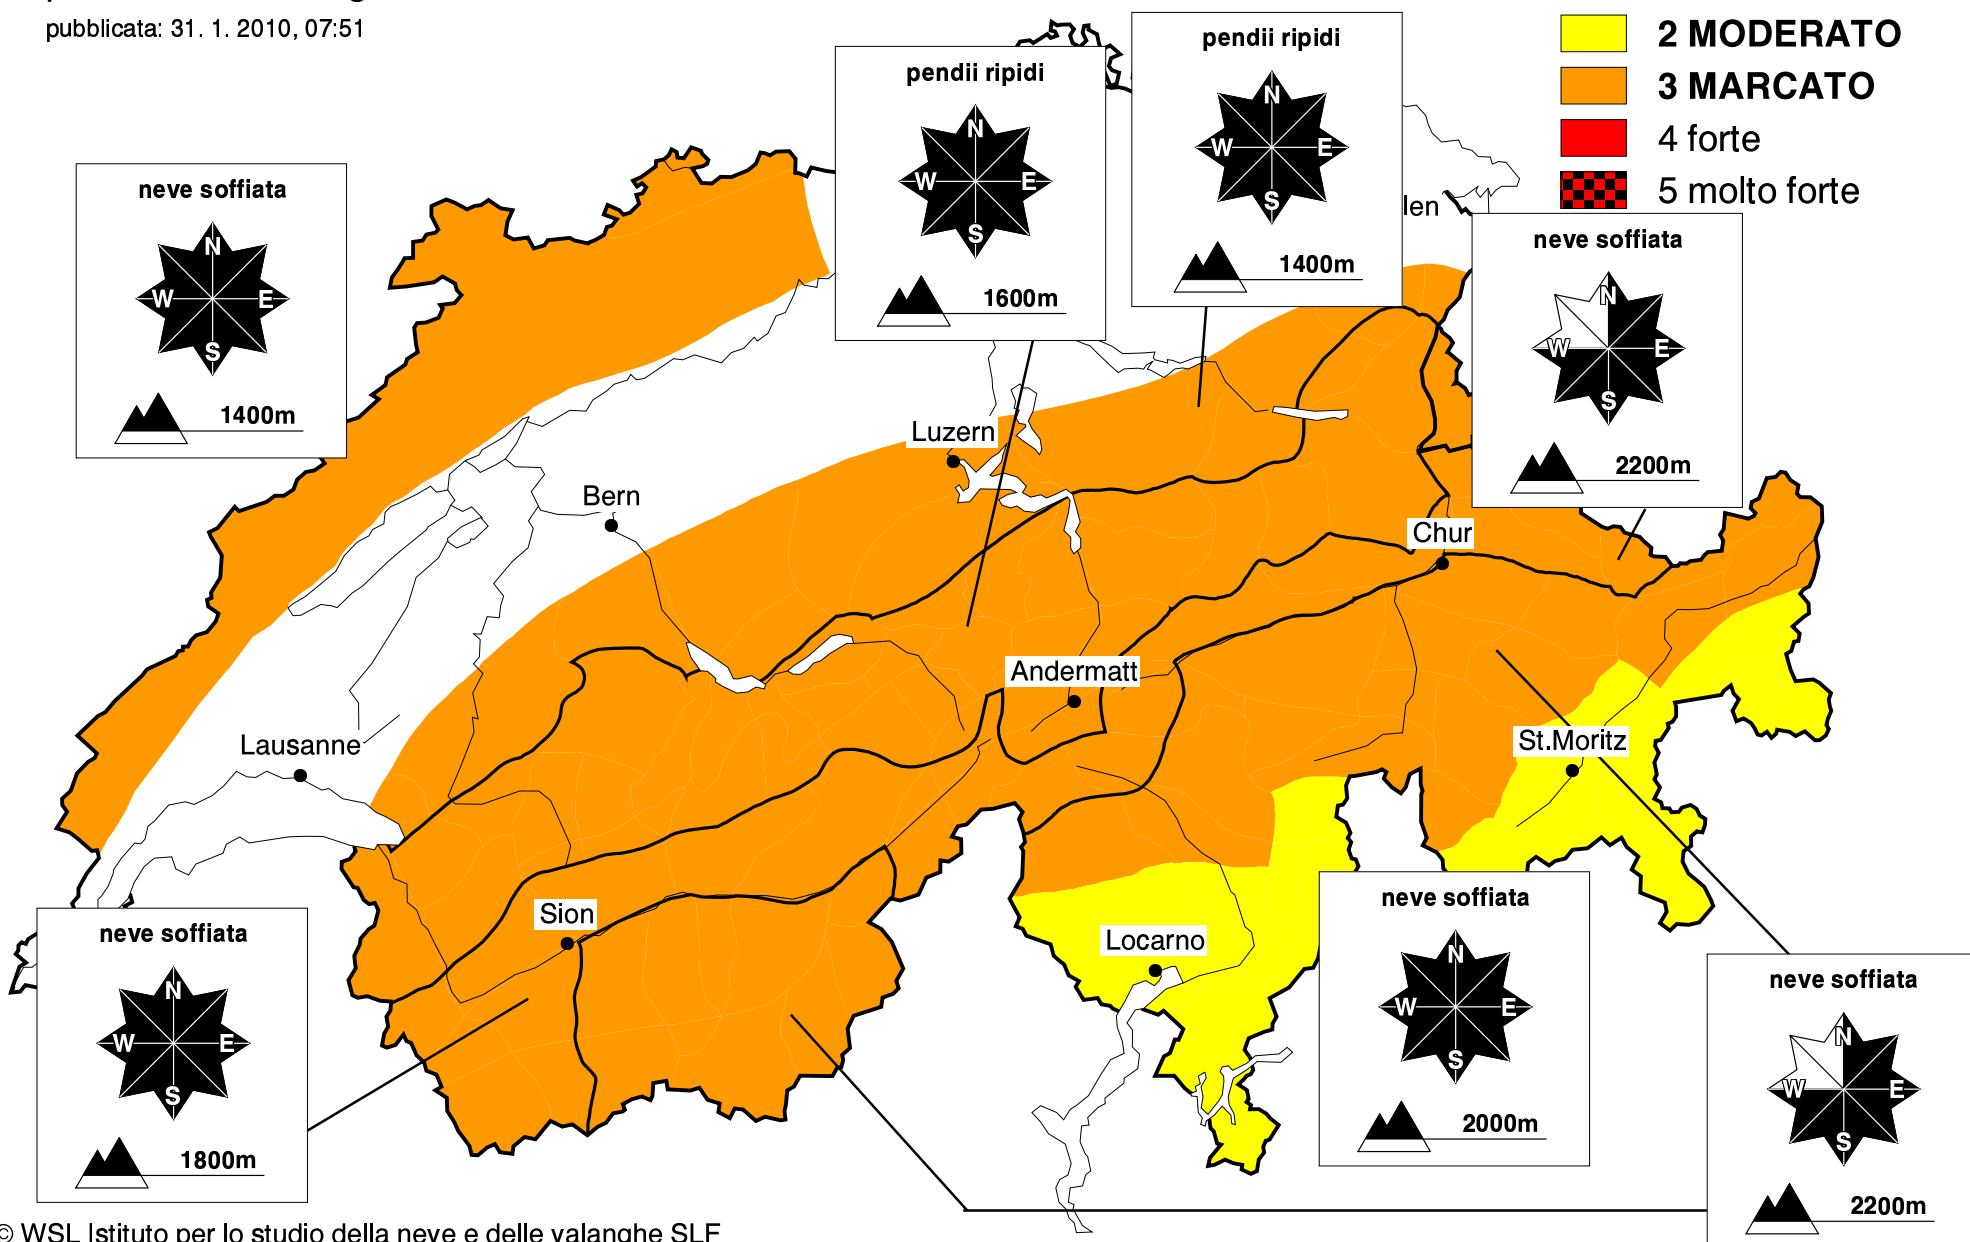 pubblicata: 31. 1. 2010, 07:51
2 MODERATO
3 MARCATO
4 forte
5 molto forte
pendii ripidi
N
W E
S
1400m
pendii ripidi
N
W E
S
1600m
neve soffiata
N
W E
S
1400m
len
neve soffiata
N
W E
S
2200m
Luzern
Bern
Chur
Andermatt
Lausanne
St.Moritz
Sion
Locarno
neve soffiata
N
W E
S
2000m
neve soffiata
N
W E
S
1800m
neve soffiata
N
W E
S
2200m
© WSL Istituto per lo studio della neve e delle valanghe SLF